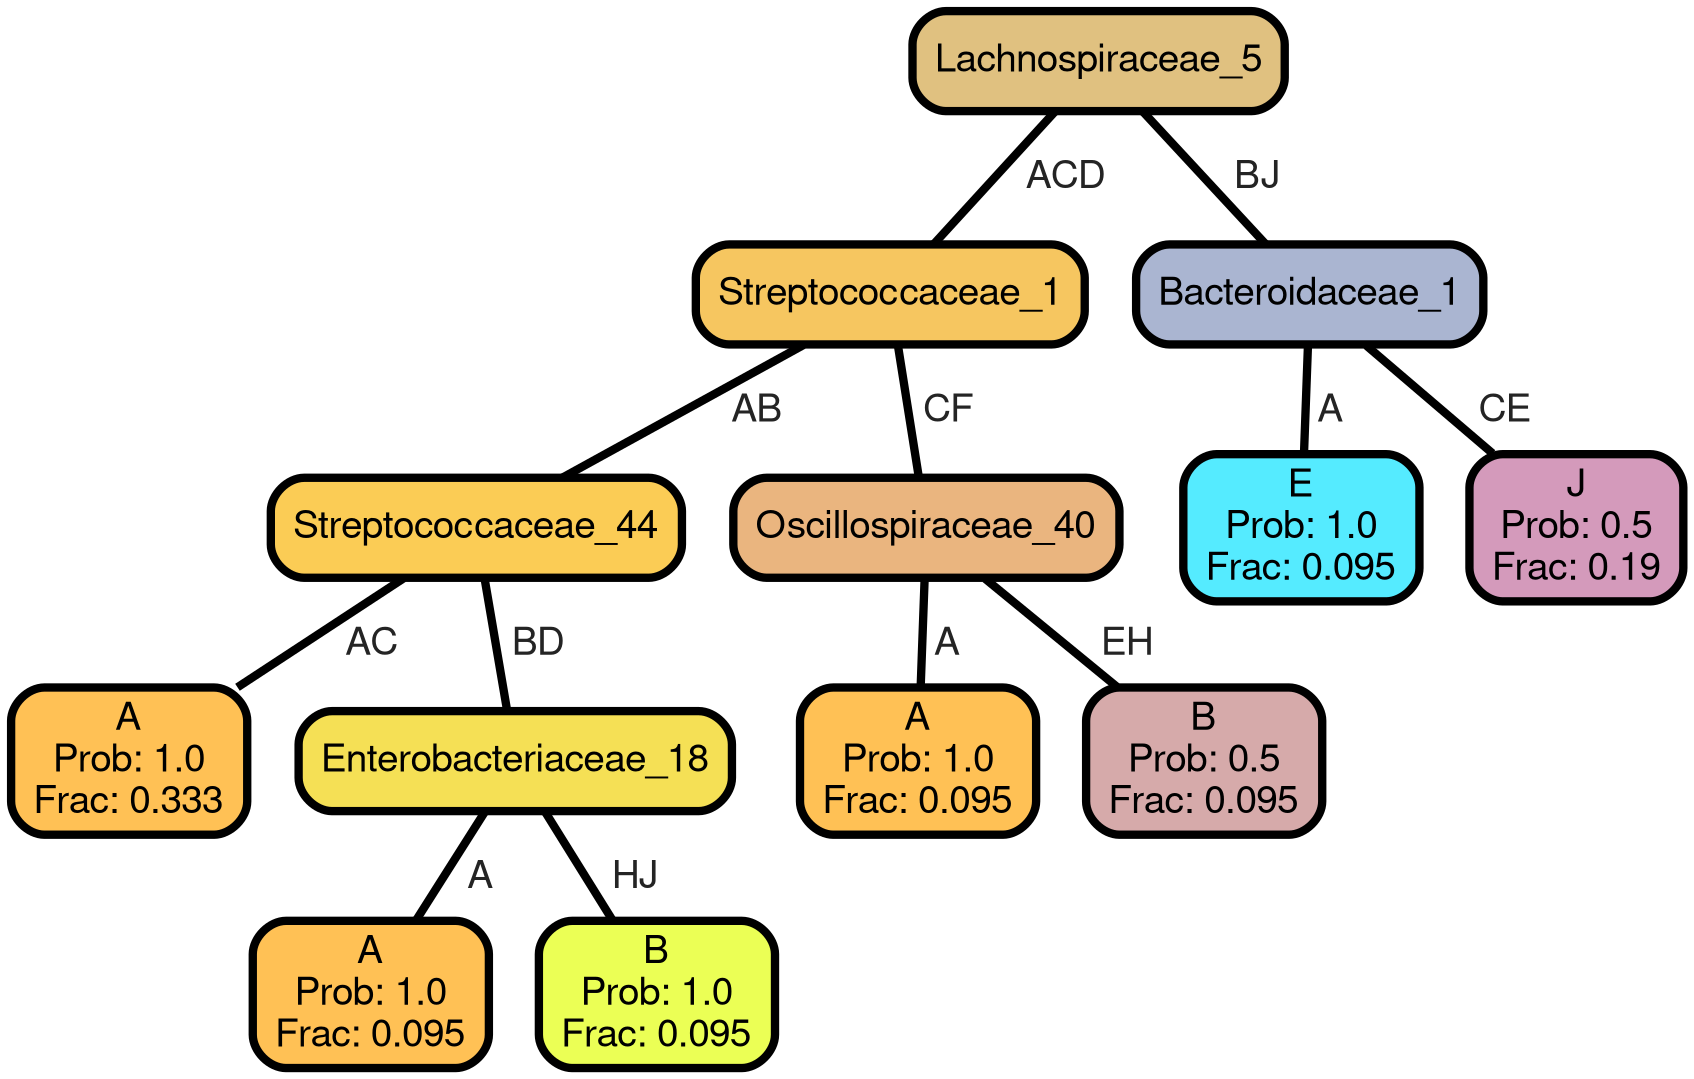 Lachnospiraceae_5
ACD
BJ
Streptococcaceae_1
Bacteroidaceae_1
AB
CF
A
CE
Streptococcaceae_44
Oscillospiraceae_40
E
Prob: 1.0
Frac: 0.095
J
Prob: 0.5
Frac: 0.19
AC
BD
A
EH
A
Prob: 1.0
Frac: 0.333
Enterobacteriaceae_18
A
Prob: 1.0
Frac: 0.095
B
Prob: 0.5
Frac: 0.095
A
HJ
A
Prob: 1.0
Frac: 0.095
B
Prob: 1.0
Frac: 0.095